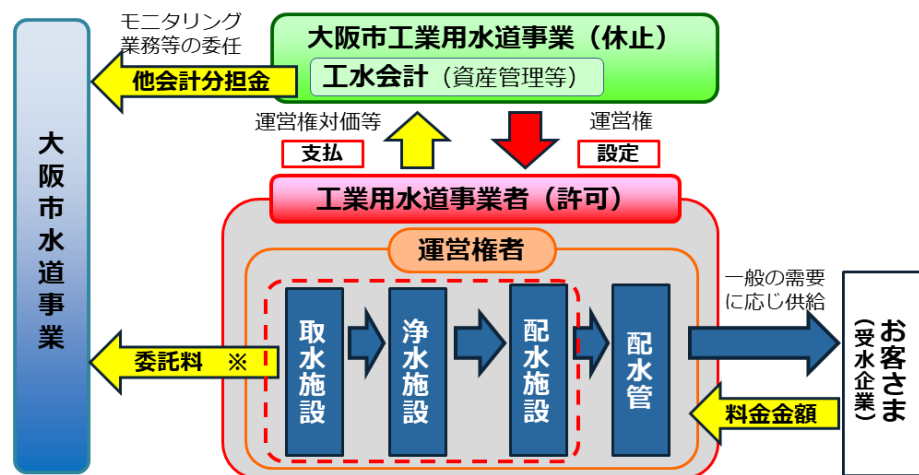 モニタリング
業務等の委任
他会計分担金
大阪市工業用水道事業（休止）
工水会計（資産管理等）
運営権対価等
支払
運営権
設定
大阪市水道事業
工業用水道事業者（許可）
運営権者
取水施設
浄水施設
配水施設
配水管
委託料　※
一般の需要
に応じ供給
料金金額
お客さま
（受水企業）